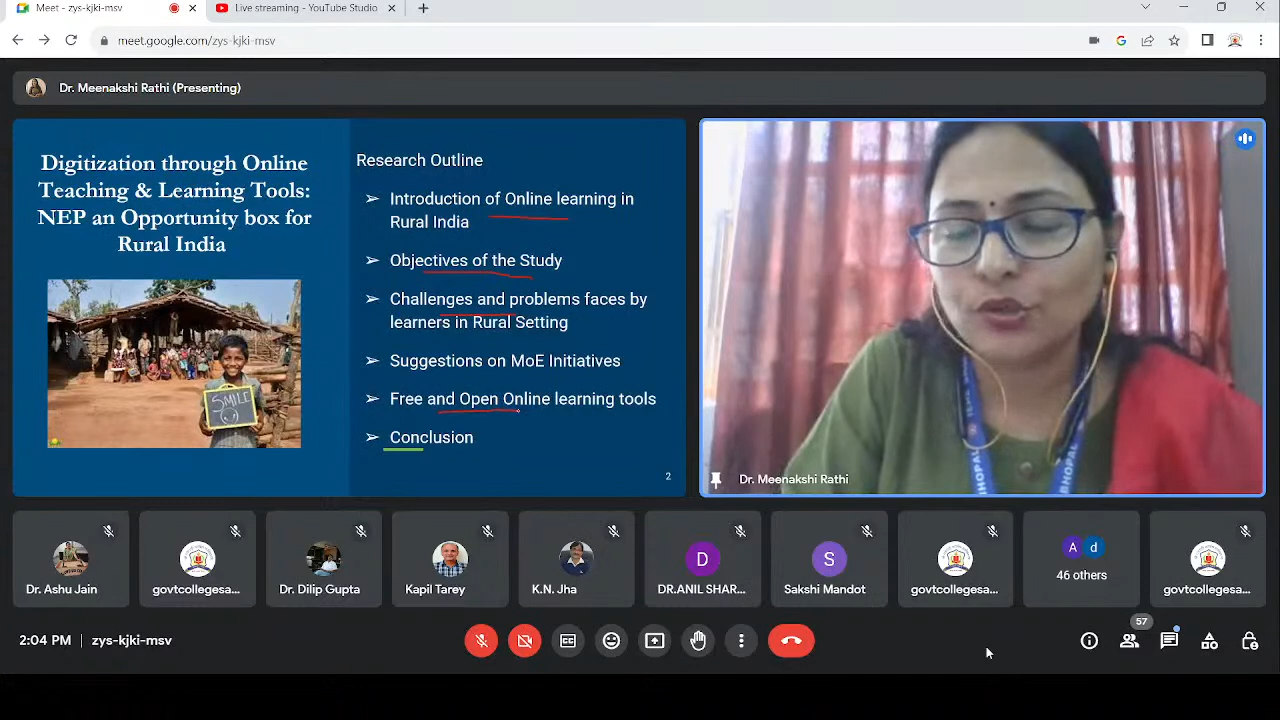 Meet - zys-kjki-msv
Live streaming - YouTube Studio
meet.google.com/zys-kjki-msv
Dr. Meenakshi Rathi (Presenting)
Digitization through Online
Teaching & Learning Tools:
NEP an Opportunity box for
Rural India
SMILE
Research Outline
➢ Introduction of Online learning in
Rural India
➢ Objectives of the Study
➢ Challenges and problems faces by
learners in Rural Setting
➢ Suggestions on MoE Initiatives
➢ Free and Open Online learning tools
➢ Conclusion
2
BHOPAL
Dr. Meenakshi Rathi
Dr. Ashu Jain
govtcollegesa...
Dr. Dilip Gupta
Kapil Tarey
K.N. Jha
D
DR.ANIL SHAR...
S
Sakshi Mandot
govtcollegesa...
A d
46 others
govtcollegesa...
2:04 PM | zys-kjki-msv
57